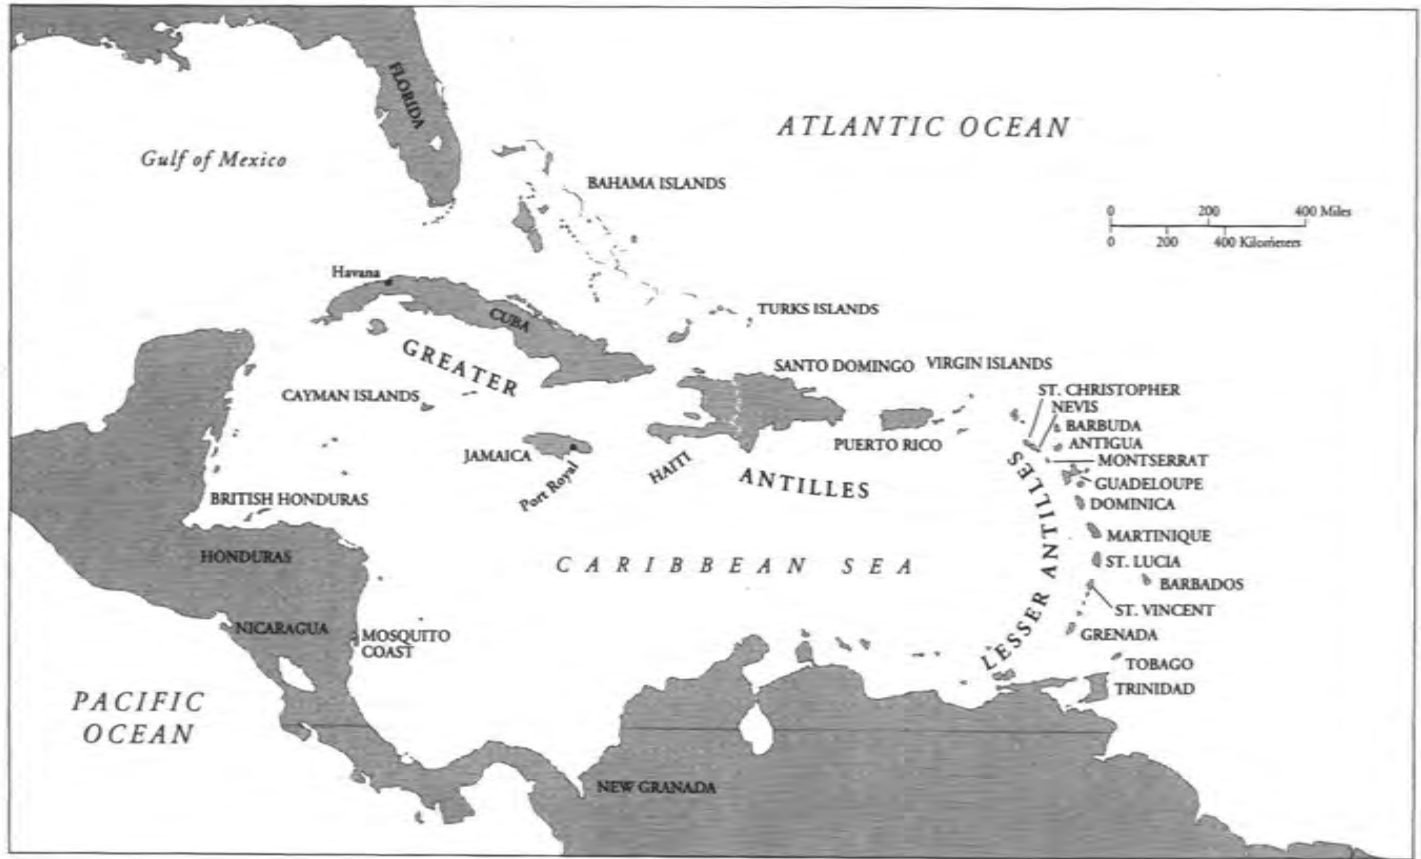 FLORIDA
ATLANTIC OCEAN
Gulf of Mexico
BAHAMA ISLANDS
0 200 400 Miles
0 200 400 Kilometers
Havana
CUBA
TURKS ISLANDS
GREATER
SANTO DOMINGO
VIRGIN ISLANDS
CAYMAN ISLANDS
ST. CHRISTOPHER
NEVIS
BARBUDA
ANTIGUA
PUERTO RICO
JAMAICA
Port Royal
HAITI
ANTILLES
MONTSERRAT
GUADELOUPE
DOMINICA
BRITISH HONDURAS
MARTINIQUE
HONDURAS
CARIBBEAN SEA
ST. LUCIA
BARBADOS
LESSER ANTILLES
ST. VINCENT
NICARAGUA
MOSQUITO
COAST
GRENADA
TOBAGO
TRINIDAD
PACIFIC
OCEAN
NEW GRANADA